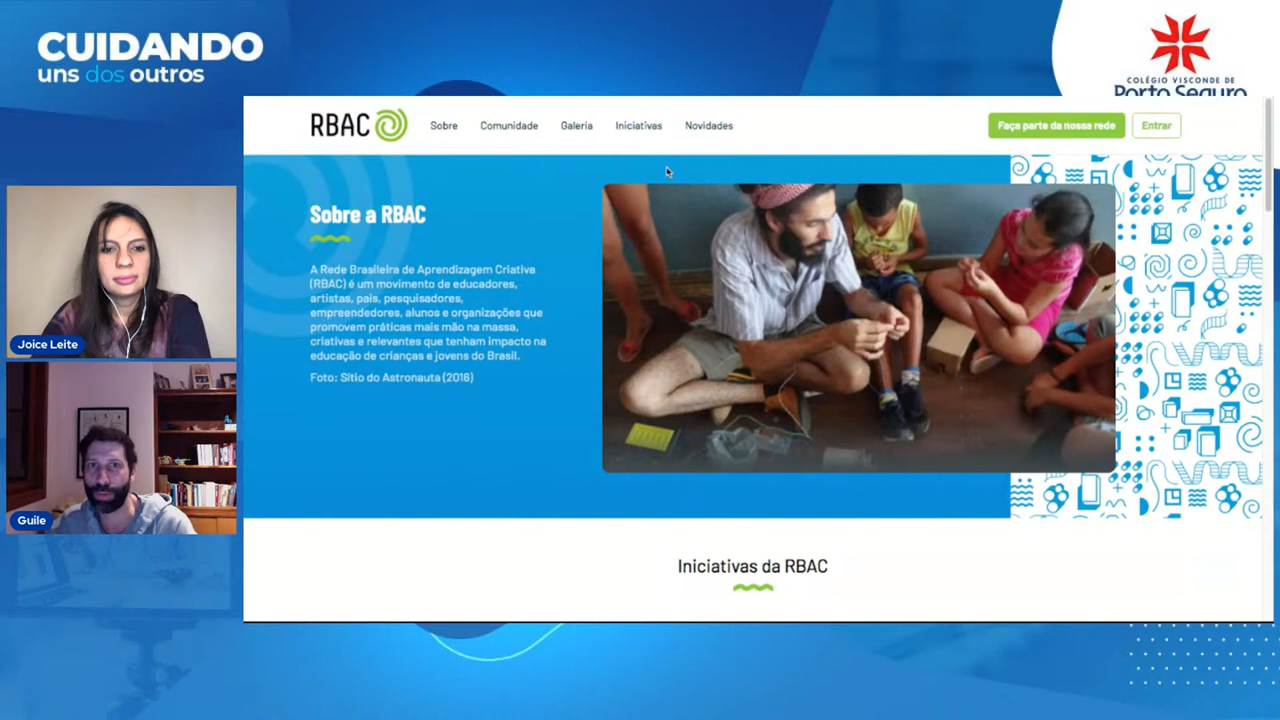 CUIDANDO
uns dos outros
COLÉGIO VISCONDE DE
Porto Seguro
RBAC
Sobre
Comunidade
Galeria
Iniciativas
Novidades
Faça parte da nossa rede
Entrar
Sobre a RBAC
A Rede Brasileira de Aprendizagem Criativa
(RBAC) é um movimento de educadores,
artistas, pais, pesquisadores,
empreendedores, alunos e organizações que
promovem práticas mais mão na massa,
criativas e relevantes que tenham impacto na
educação de crianças e jovens do Brasil.
Foto: Sítio do Astronauta (2016)
Joice Leite
Guile
Iniciativas da RBAC